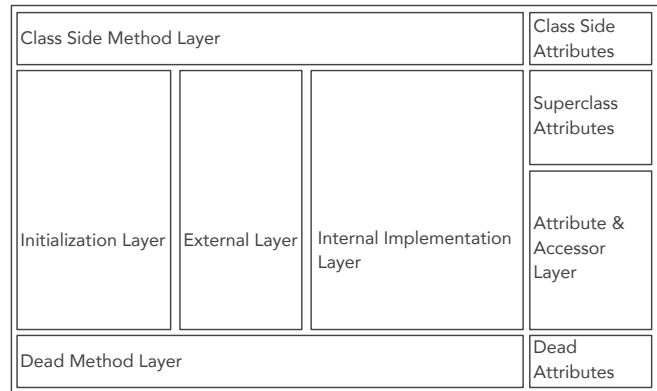 Class Side Method Layer
Class Side
Attributes
Superclass
Attributes
Initialization Layer
External Layer
Internal Implementation
Layer
Attribute &
Accessor
Layer
Dead Method Layer
Dead
Attributes